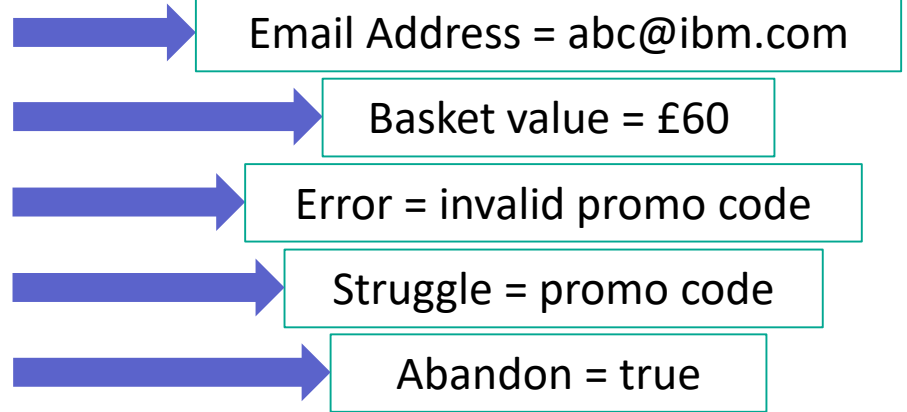 Email Address = abc@ibm.com
Basket value = £60
Error = invalid promo code
Struggle = promo code
Abandon = true